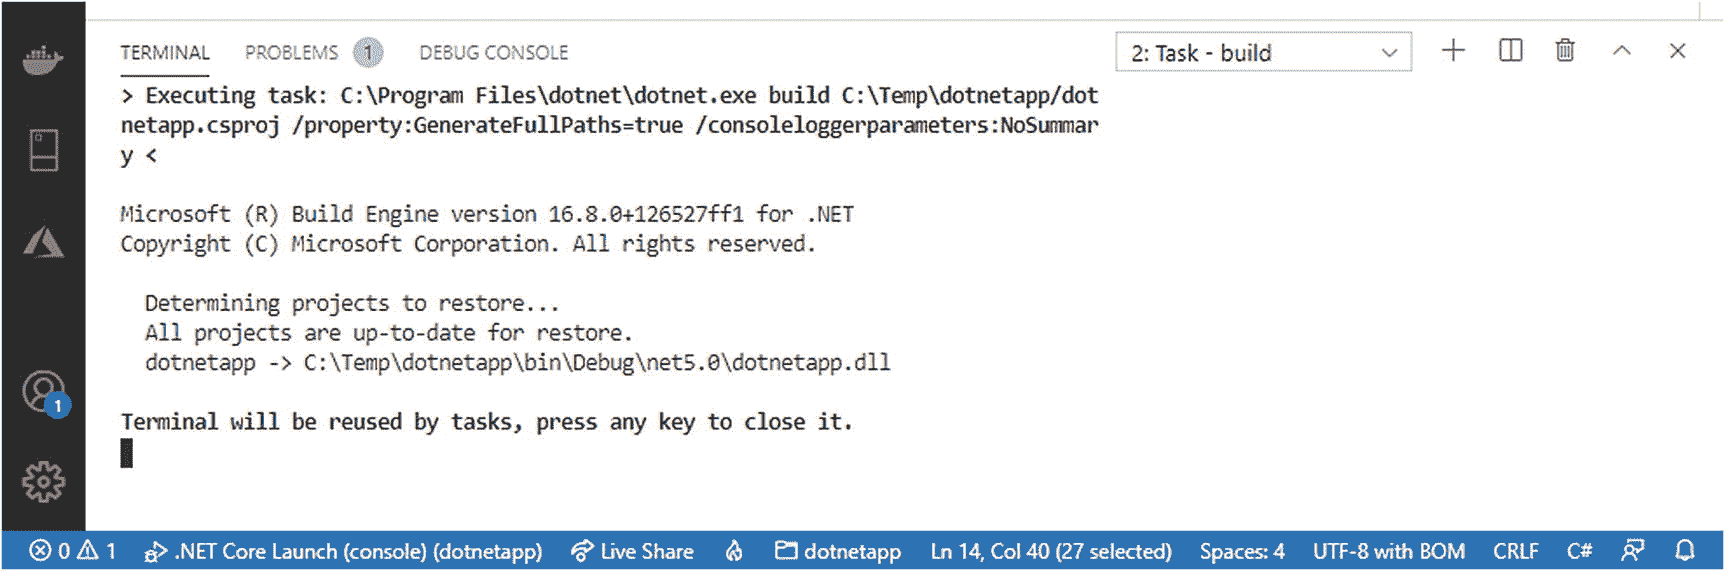 TERMINAL PROBLEMS 1 DEBUG CONSOLE 2: Task - build
> Executing task: C:\Program Files\dotnet\dotnet.exe build C:\Temp\dotnetapp/dot
netapp.csproj /property:GenerateFullPaths=true /consoleloggerparameters:NoSummar
y <
Microsoft (R) Build Engine version 16.8.0+126527ff1 for .NET
Copyright (C) Microsoft Corporation. All rights reserved.
Determining projects to restore...
All projects are up-to-date for restore.
dotnetapp -> C:\Temp\dotnetapp\bin\Debug\net5.0\dotnetapp.dll
1
Terminal will be reused by tasks, press any key to close it.
0 1 .NET Core Launch (console) (dotnetapp) Live Share dotnetapp Ln 14, Col 40 (27 selected) Spaces: 4 UTF-8 with BOM CRLF C#